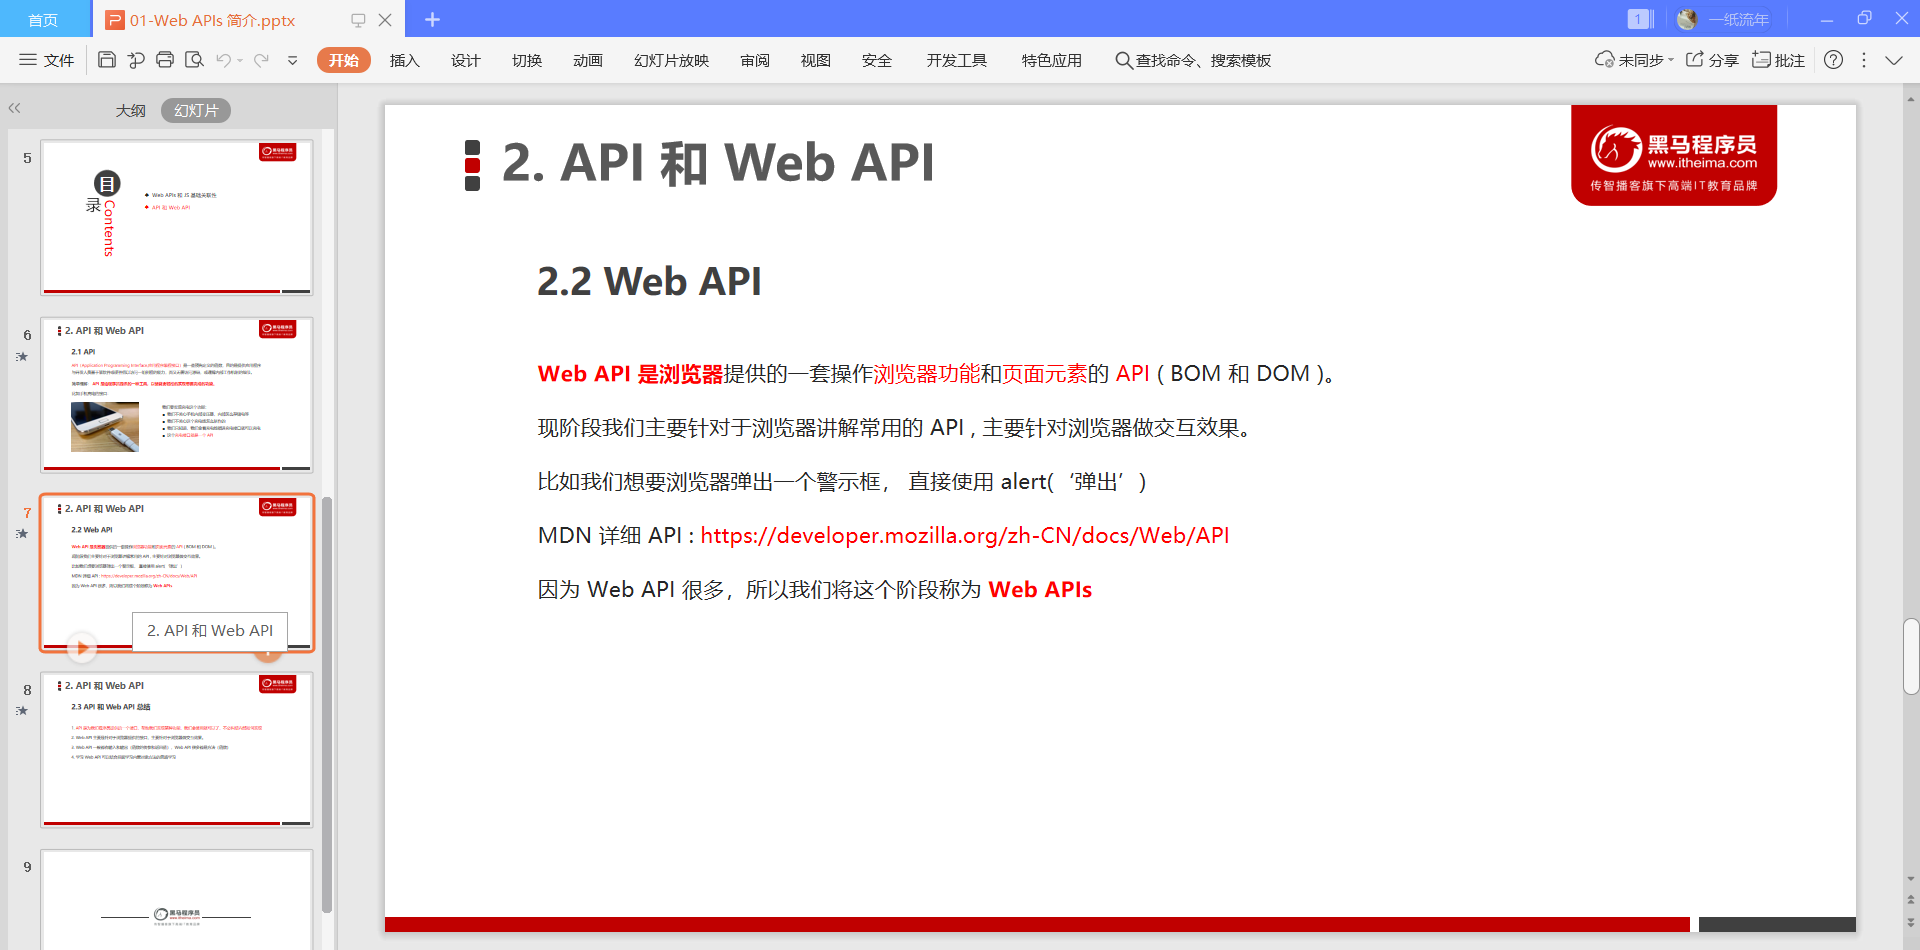 首页
01-Web APIs 简介.pptx
1
一纸流年
文件
开始
插入
设计
切换
动画
幻灯片放映
审阅
视图
安全
开发工具
特色应用
查找命令、搜索模板
未同步
分享
批注
大纲
幻灯片
5
目录
Contents
Web APIs 和 JS 基础关联性
API 和 Web API
6
2. API 和 Web API
2.1 API
7
2. API 和 Web API
2.2 Web API
2. API 和 Web API
8
2. API 和 Web API
2.3 API 和 Web API 总结
9
黑马程序员
2. API 和 Web API
黑马程序员
www.itheima.com
传智播客旗下高端IT教育品牌
2.2 Web API
Web API 是浏览器提供的一套操作浏览器功能和页面元素的 API ( BOM 和 DOM )。
现阶段我们主要针对于浏览器讲解常用的 API , 主要针对浏览器做交互效果。
比如我们想要浏览器弹出一个警示框， 直接使用 alert(‘弹出’)
MDN 详细 API : https://developer.mozilla.org/zh-CN/docs/Web/API
因为 Web API 很多，所以我们将这个阶段称为 Web APIs